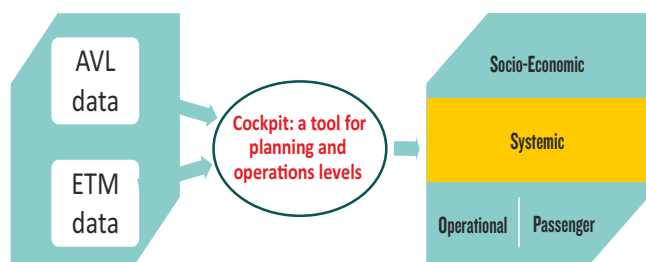 AVL
data
ETM
data
Cockpit: a tool for
planning and
operations levels
Socio-Economic
Systemic
Operational
Passenger